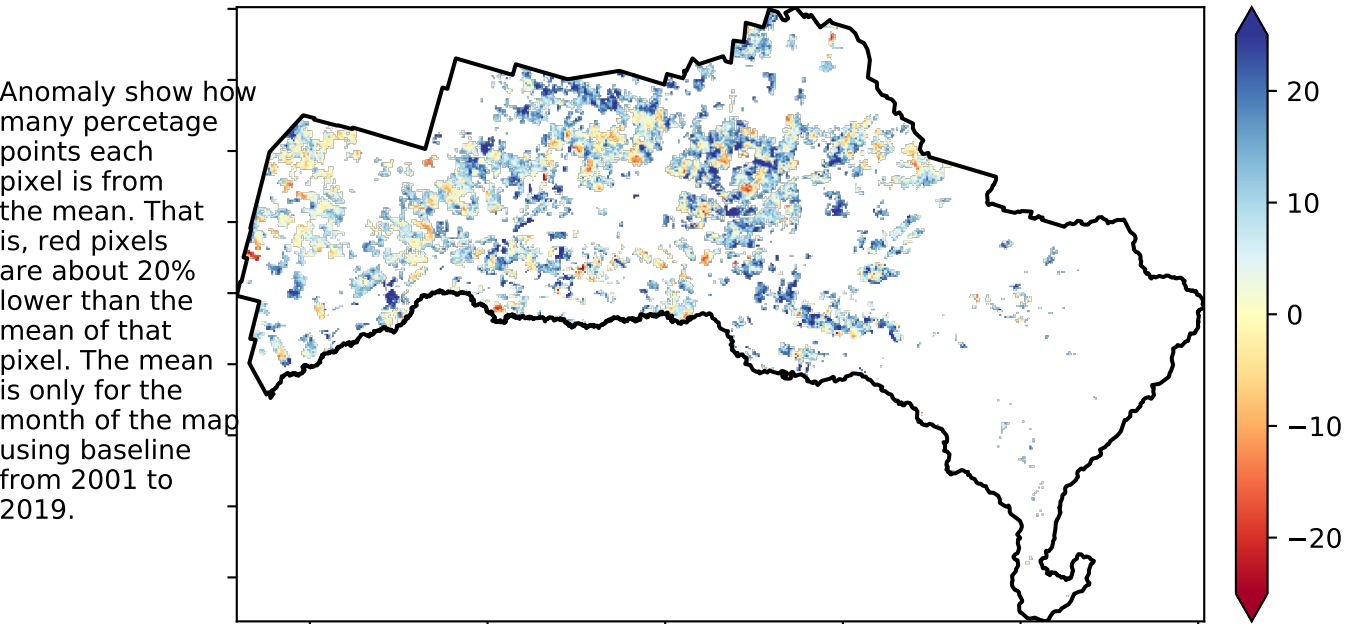 Anomaly show how
many percetage
points each
pixel is from
the mean. That
is, red pixels
are about 20%
lower than the
mean of that
pixel. The mean
is only for the
month of the map
using baseline
from 2001 to
2019.
20
10
0
−10
−20